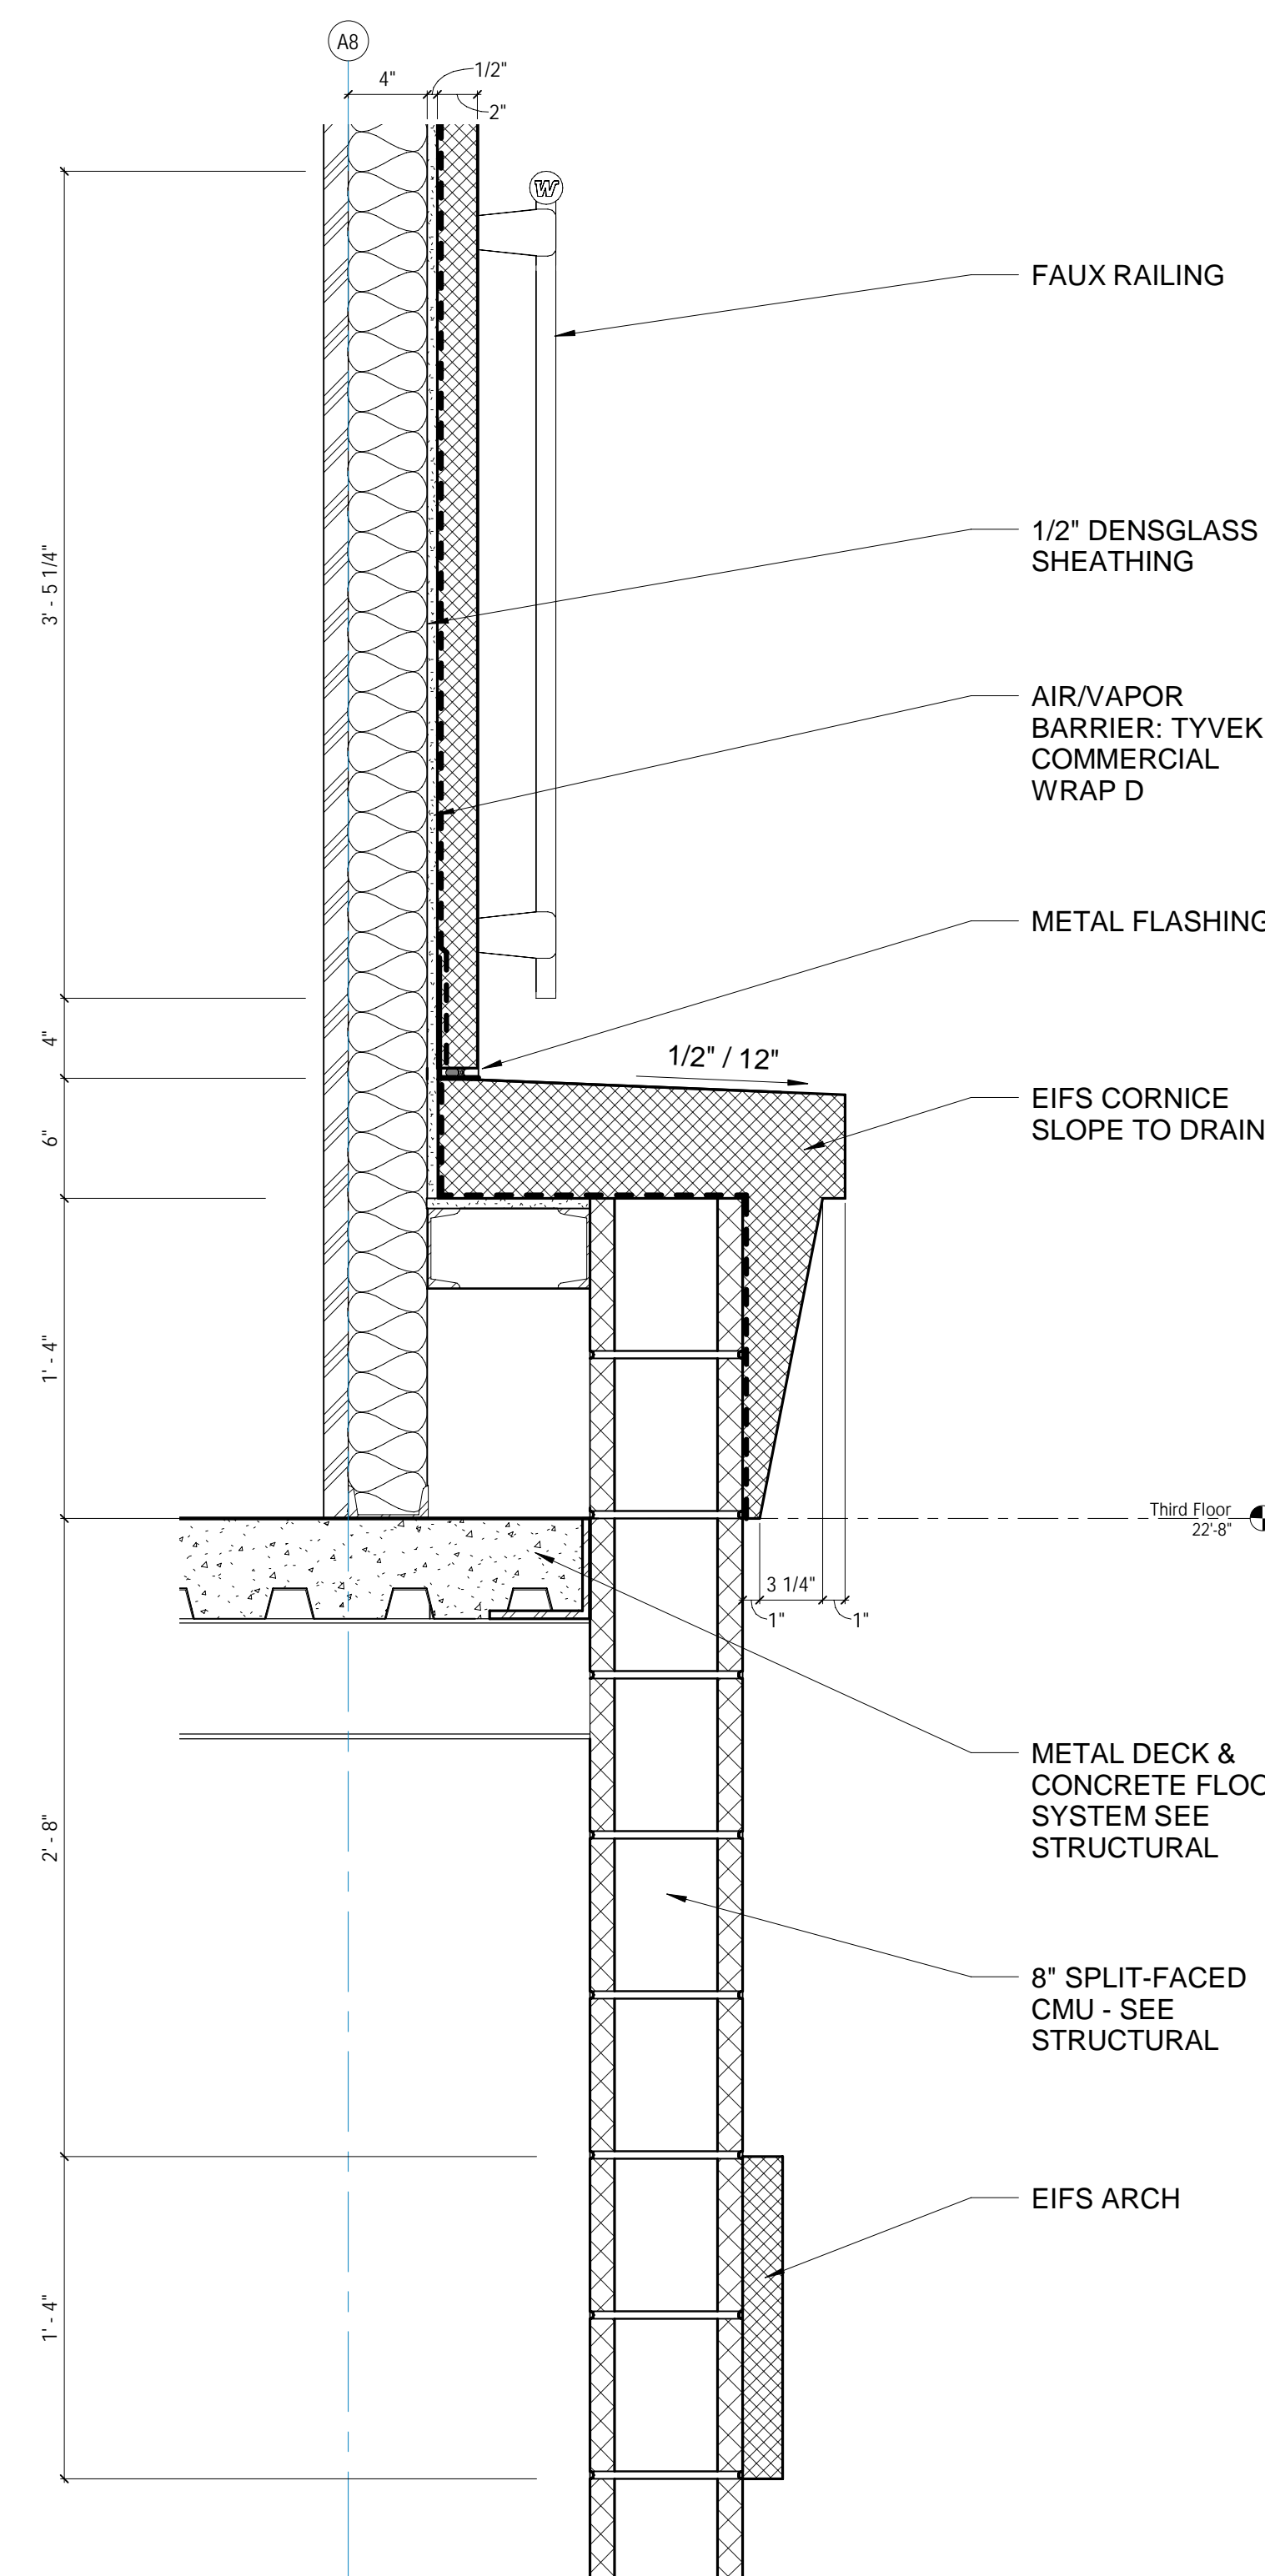 A8
4"
1/2"
2"
W
FAUX RAILING
3' - 5 1/4"
1/2" DENSGLASS
SHEATHING
AIR/VAPOR
BARRIER: TYVEK
COMMERCIAL
WRAP D
METAL FLASHING
4"
1/2" / 12"
EIFS CORNICE
SLOPE TO DRAIN
6"
1' - 4"
Third Floor
22'-8"
3 1/4"
1"
1"
METAL DECK &
CONCRETE FLOO
SYSTEM SEE
STRUCTURAL
2' - 8"
8" SPLIT-FACED
CMU - SEE
STRUCTURAL
EIFS ARCH
1' - 4"